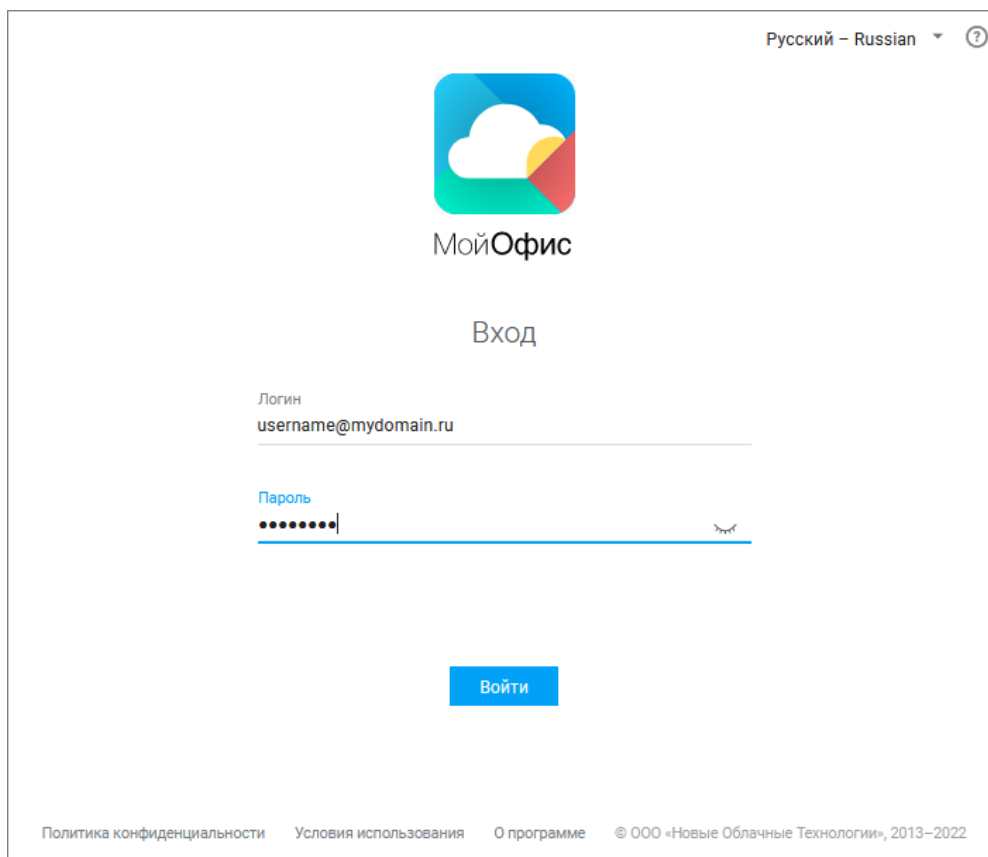 Русский – Russian
МойОфис
Вход
Логин
username@mydomain.ru
Пароль
••••••••
Войти
Политика конфиденциальности Условия использования О программе © ООО «Новые Облачные Технологии», 2013–2022